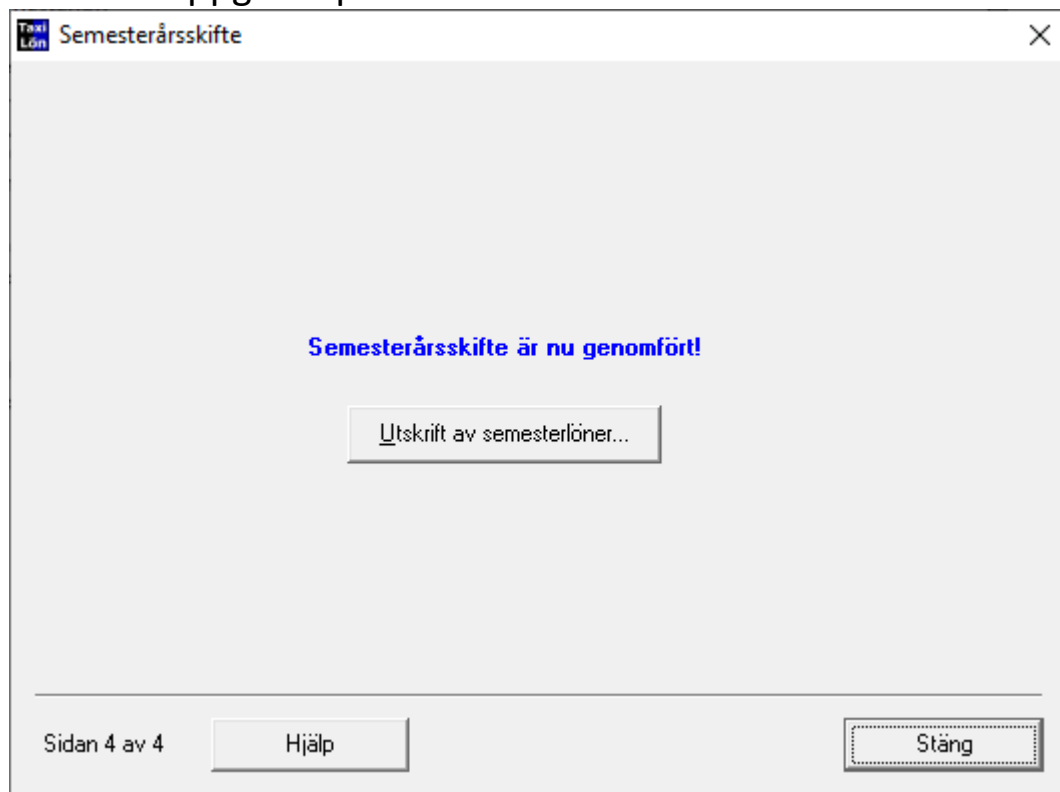 Taxi
Lön
Semesterårsskifte
Semesterårsskifte är nu genomfört!
Utskrift av semesterlöner...
Sidan 4 av 4
Hjälp
Stäng